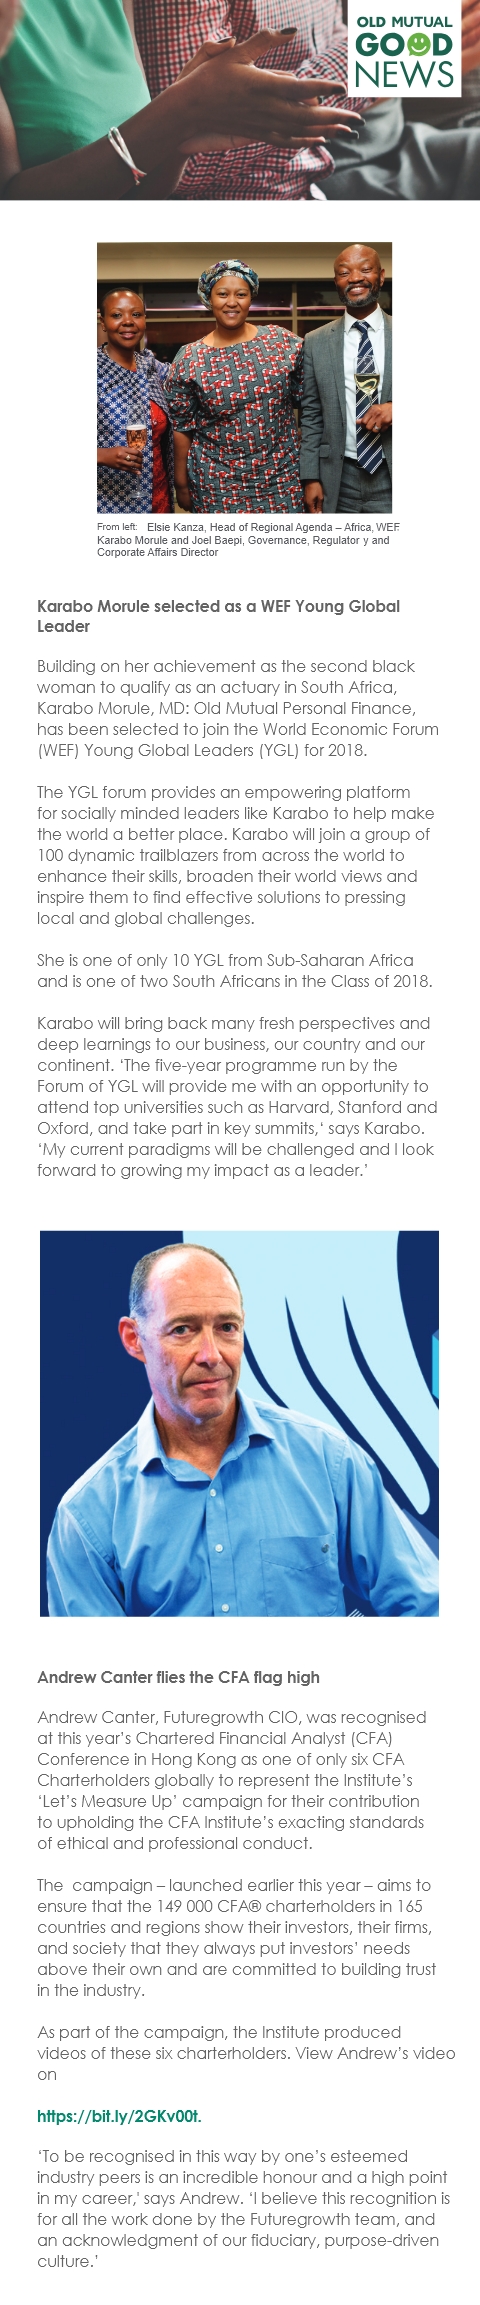 OLD MUTUAL
GOOD
NEWS
From left: Elsie Kanza, Head of Regional Agenda – Africa, WEF.
Karabo Morule and Joel Baepi, Governance, Regulator y and
Corporate Affairs Director
Karabo Morule selected as a WEF Young Global
Leader
Building on her achievement as the second black
woman to qualify as an actuary in South Africa,
Karabo Morule, MD: Old Mutual Personal Finance,
has been selected to join the World Economic Forum
(WEF) Young Global Leaders (YGL) for 2018.
The YGL forum provides an empowering platform
for socially minded leaders like Karabo to help make
the world a better place. Karabo will join a group of
100 dynamic trailblazers from across the world to
enhance their skills, broaden their world views and
inspire them to find effective solutions to pressing
local and global challenges.
She is one of only 10 YGL from Sub-Saharan Africa
and is one of two South Africans in the Class of 2018.
Karabo will bring back many fresh perspectives and
deep learnings to our business, our country and our
continent. ‘The five-year programme run by the
Forum of YGL will provide me with an opportunity to
attend top universities such as Harvard, Stanford and
Oxford, and take part in key summits,‘ says Karabo.
‘My current paradigms will be challenged and I look
forward to growing my impact as a leader.’
Andrew Canter flies the CFA flag high
Andrew Canter, Futuregrowth CIO, was recognised
at this year’s Chartered Financial Analyst (CFA)
Conference in Hong Kong as one of only six CFA
Charterholders globally to represent the Institute’s
‘Let’s Measure Up’ campaign for their contribution
to upholding the CFA Institute’s exacting standards
of ethical and professional conduct.
The campaign – launched earlier this year – aims to
ensure that the 149 000 CFA® charterholders in 165
countries and regions show their investors, their firms,
and society that they always put investors’ needs
above their own and are committed to building trust
in the industry.
As part of the campaign, the Institute produced
videos of these six charterholders. View Andrew’s video
on
https://bit.ly/2GKv00t.
‘To be recognised in this way by one’s esteemed
industry peers is an incredible honour and a high point
in my career,' says Andrew. ‘I believe this recognition is
for all the work done by the Futuregrowth team, and
an acknowledgment of our fiduciary, purpose-driven
culture.’